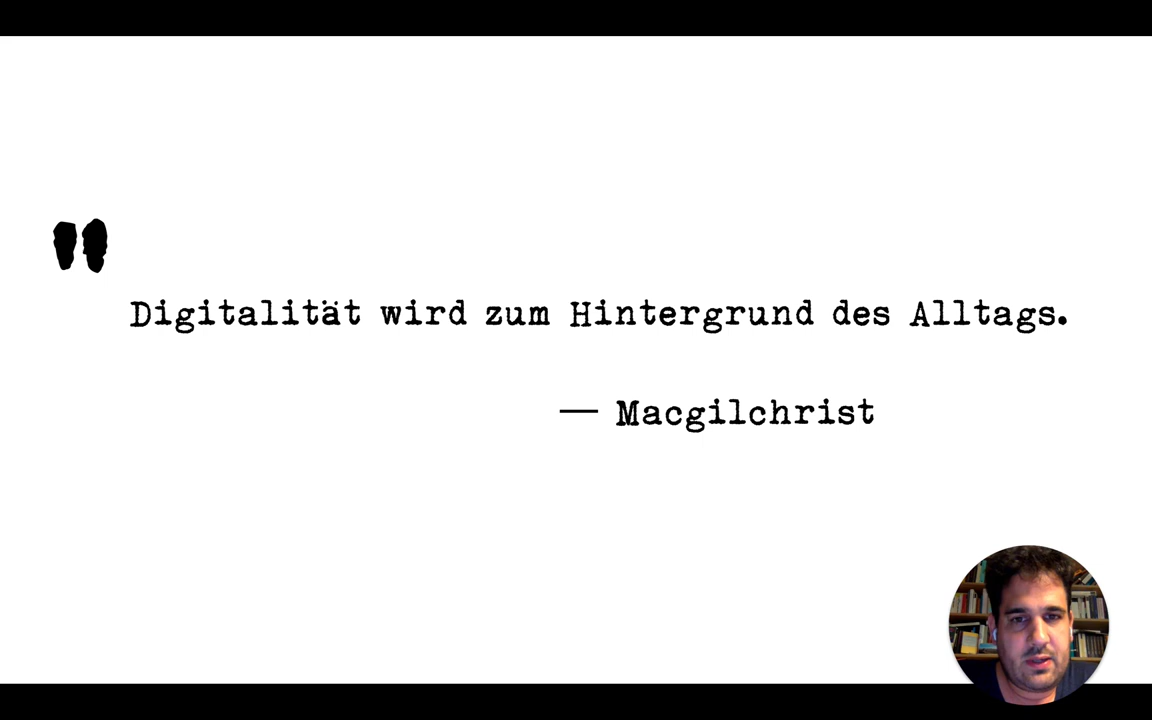 "
Digitalität wird zum Hintergrund des Alltags.
— Macgilchrist